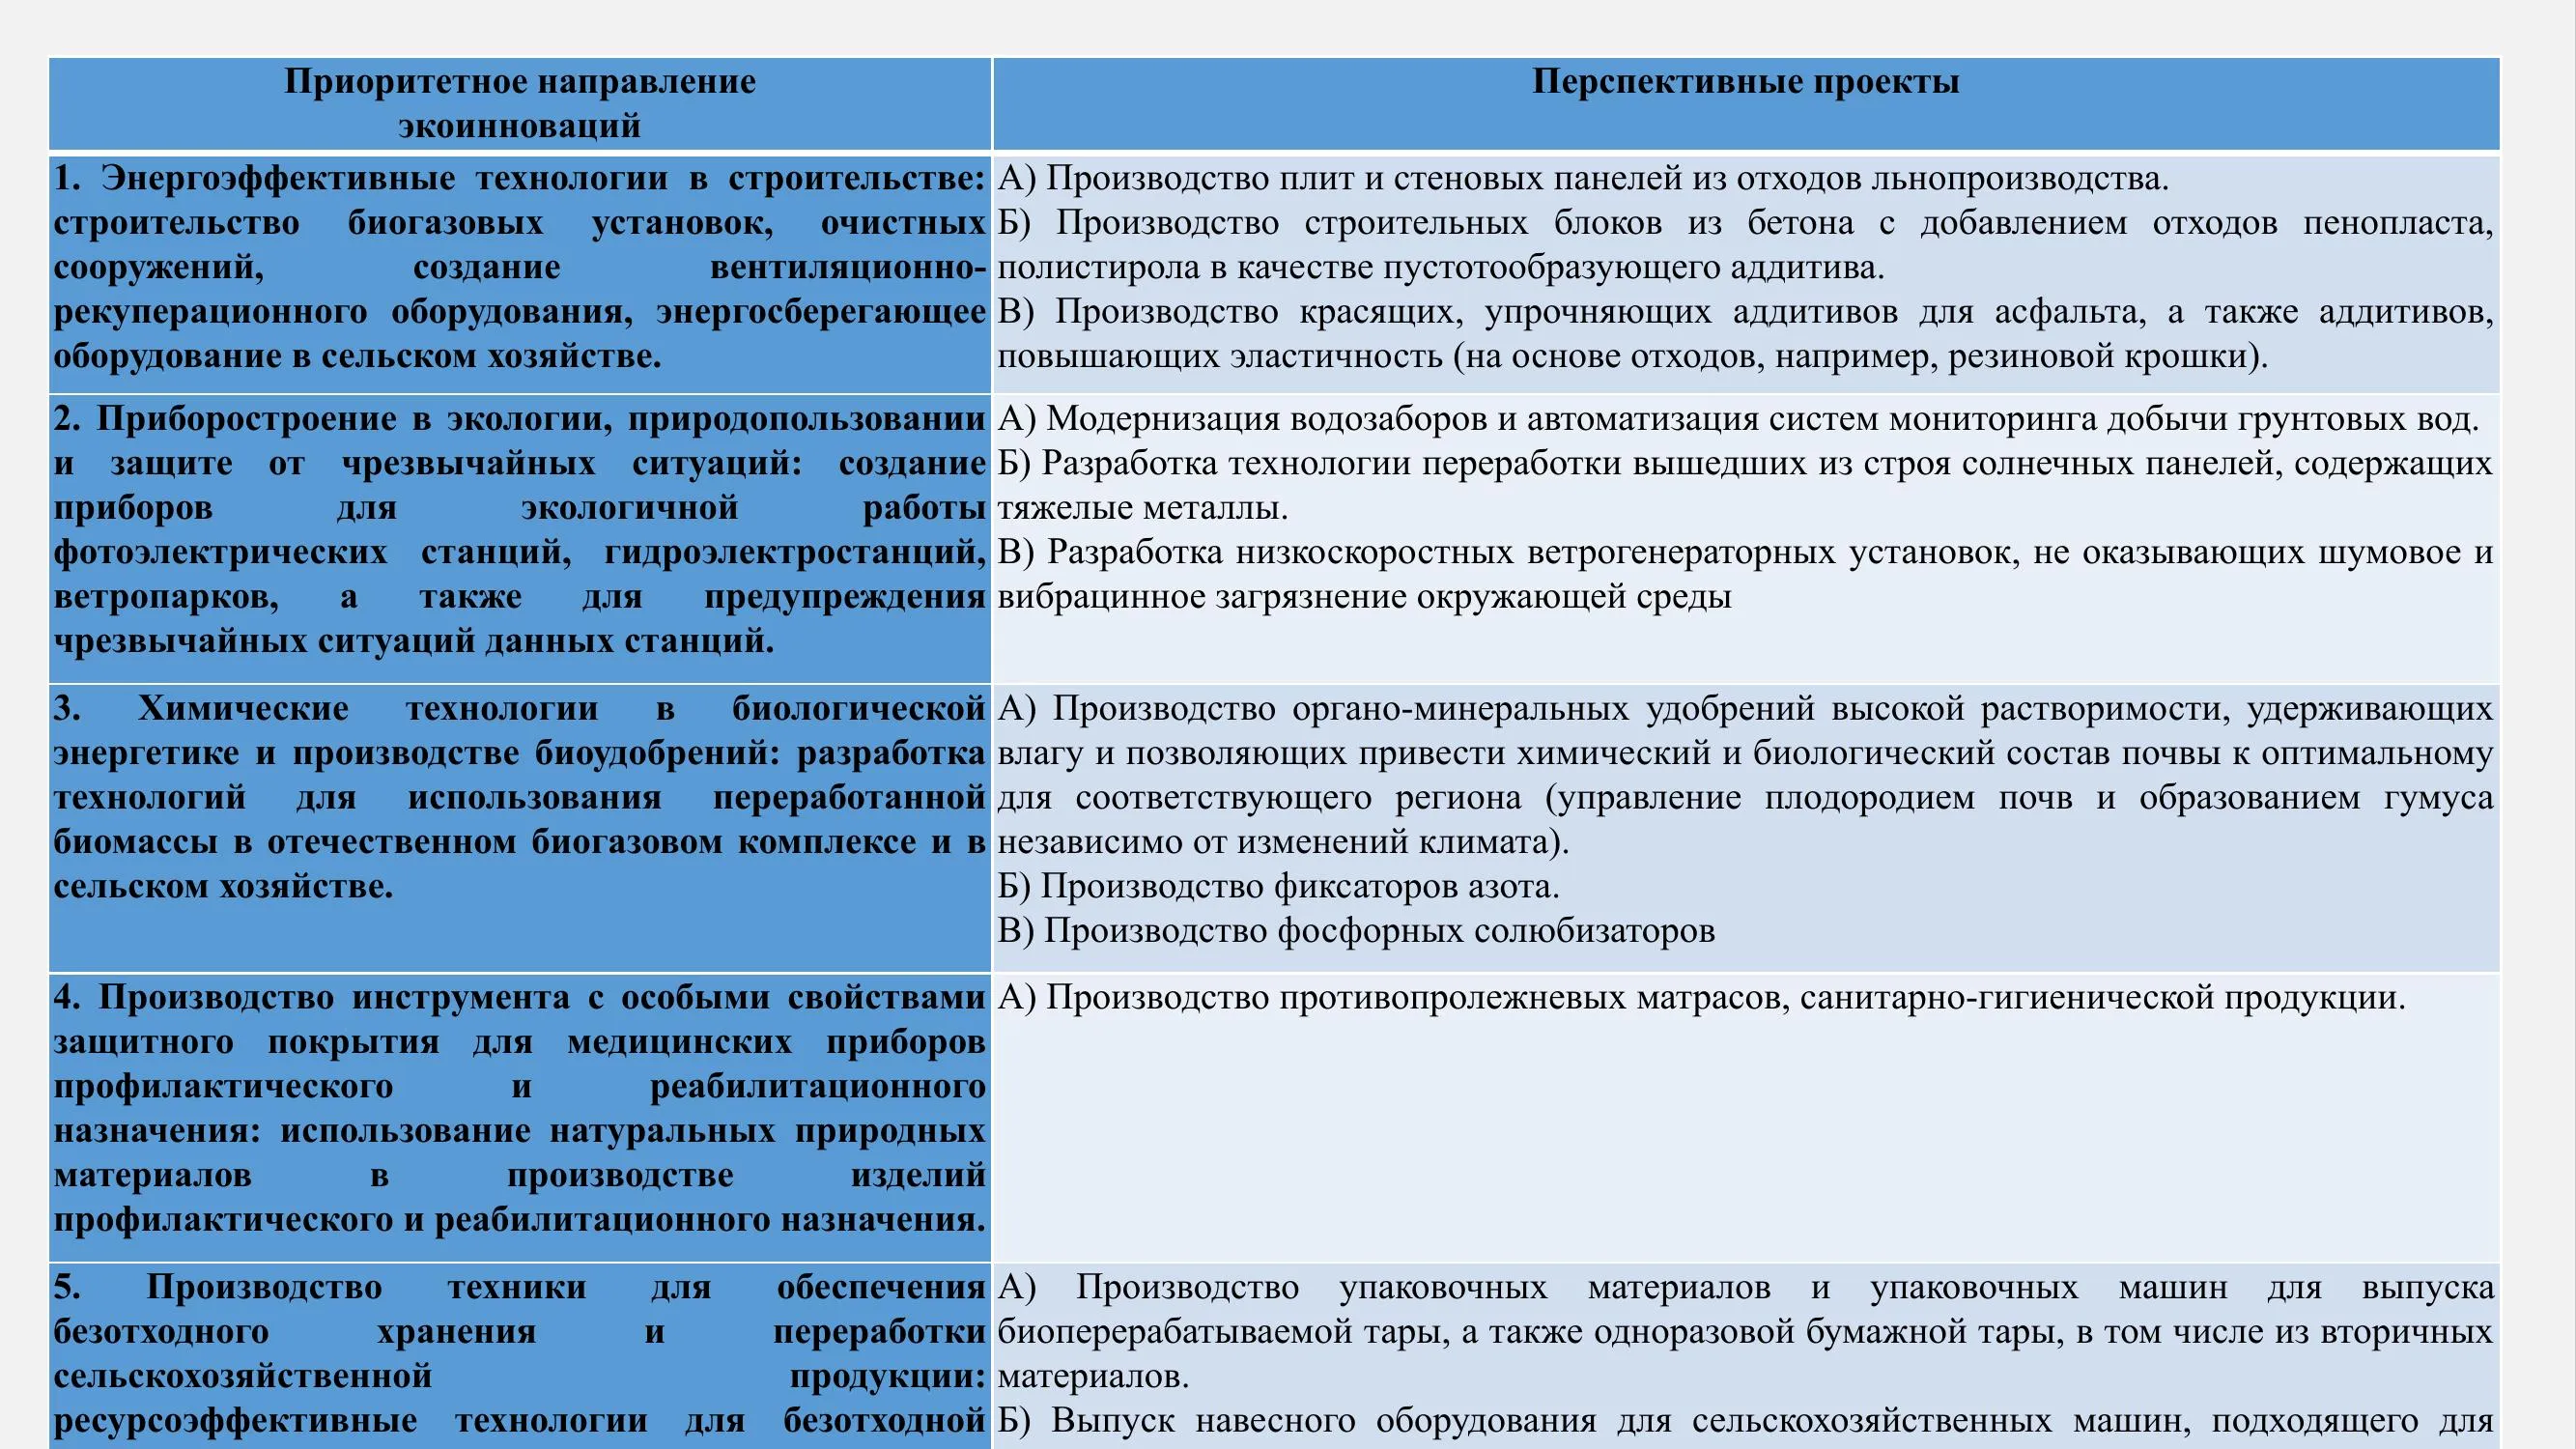 Приоритетное направление
экоинноваций
Перспективные проекты
1. Энергоэффективные технологии в строительстве:
строительство биогазовых установок, очистных
сооружений, создание вентиляционно-
рекуперационного оборудования, энергосберегающее
оборудование в сельском хозяйстве.
А) Производство плит и стеновых панелей из отходов льнопроизводства.
Б) Производство строительных блоков из бетона с добавлением отходов пенопласта,
полистирола в качестве пустотообразующего аддитива.
В) Производство красящих, упрочняющих аддитивов для асфальта, а также аддитивов,
повышающих эластичность (на основе отходов, например, резиновой крошки).
2. Приборостроение в экологии, природопользовании
и защите от чрезвычайных ситуаций: создание
приборов для экологичной работы
фотоэлектрических станций, гидроэлектростанций,
ветропарков, а также для предупреждения
чрезвычайных ситуаций данных станций.
А) Модернизация водозаборов и автоматизация систем мониторинга добычи грунтовых вод.
Б) Разработка технологии переработки вышедших из строя солнечных панелей, содержащих
тяжелые металлы.
В) Разработка низкоскоростных ветрогенераторных установок, не оказывающих шумовое и
вибрацинное загрязнение окружающей среды
3. Химические технологии в биологической
энергетике и производстве биоудобрений: разработка
технологий для использования переработанной
биомассы в отечественном биогазовом комплексе и в
сельском хозяйстве.
А) Производство органо-минеральных удобрений высокой растворимости, удерживающих
влагу и позволяющих привести химический и биологический состав почвы к оптимальному
для соответствующего региона (управление плодородием почв и образованием гумуса
независимо от изменений климата).
Б) Производство фиксаторов азота.
В) Производство фосфорных солюбизаторов
4. Производство инструмента с особыми свойствами
защитного покрытия для медицинских приборов
профилактического и реабилитационного
назначения: использование натуральных природных
материалов в производстве изделий
профилактического и реабилитационного назначения.
А) Производство противопролежневых матрасов, санитарно-гигиенической продукции.
5. Производство техники для обеспечения
безотходного хранения и переработки
сельскохозяйственной продукции:
ресурсоэффективные технологии для безотходной
А) Производство упаковочных материалов и упаковочных машин для выпуска
биоперерабатываемой тары, а также одноразовой бумажной тары, в том числе из вторичных
материалов.
Б) Выпуск навесного оборудования для сельскохозяйственных машин, подходящего для